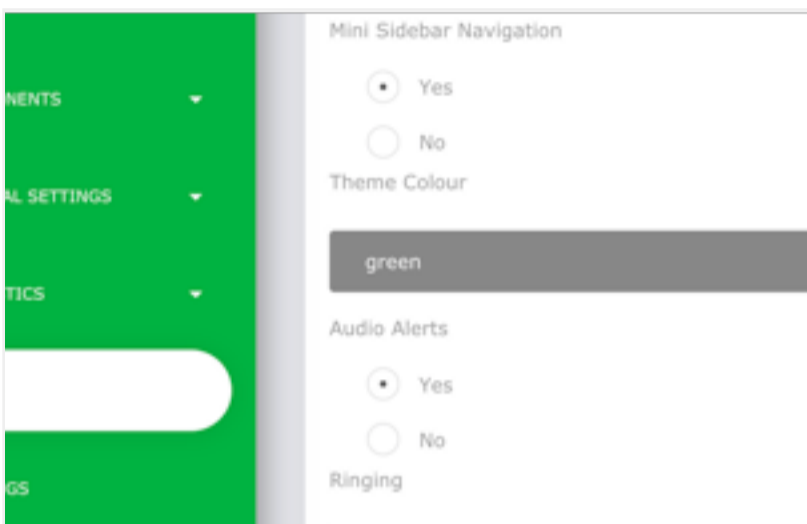 Mini Sidebar Navigation
Yes
NENTS
No
Theme Colour
AL SETTINGS
green
TICS
Audio Alerts
Yes
No
Ringing
GS